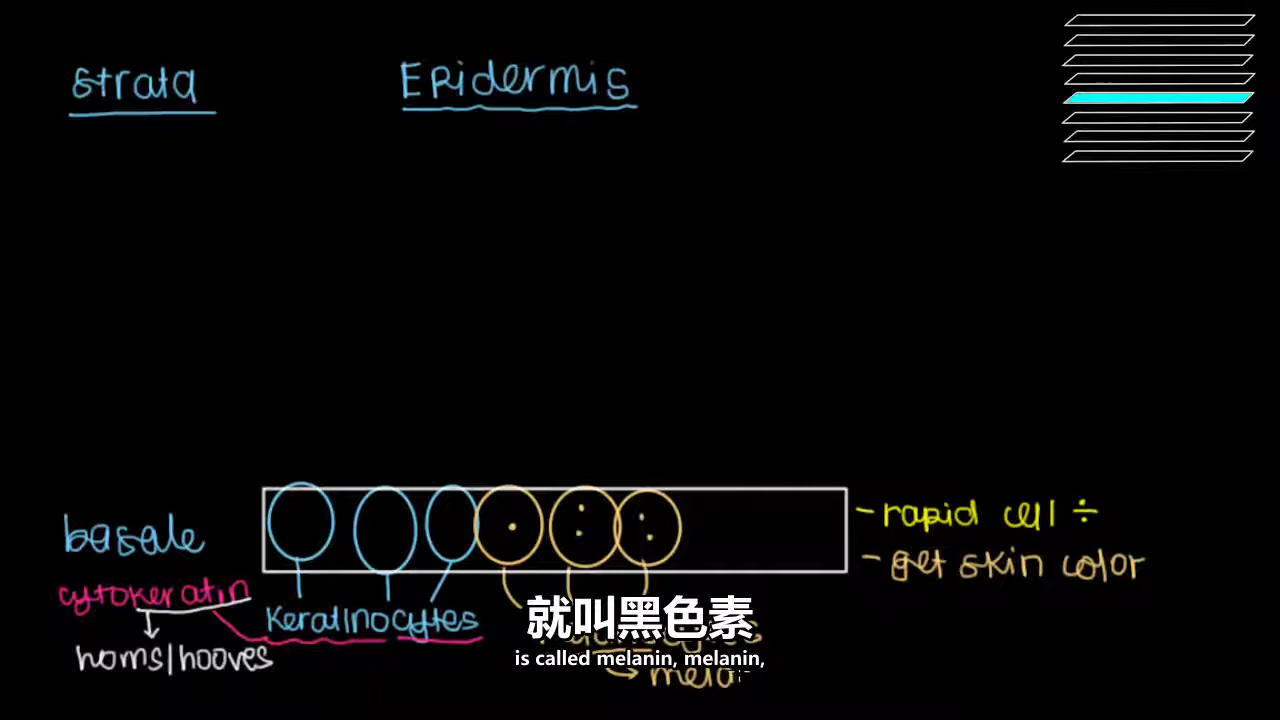 strata
Epidermis
basale
- rapid cell ÷
- get skin color
cytokeratin
Keratinocytes
horns/hooves
就叫黑色素
is called melanin, melanin,